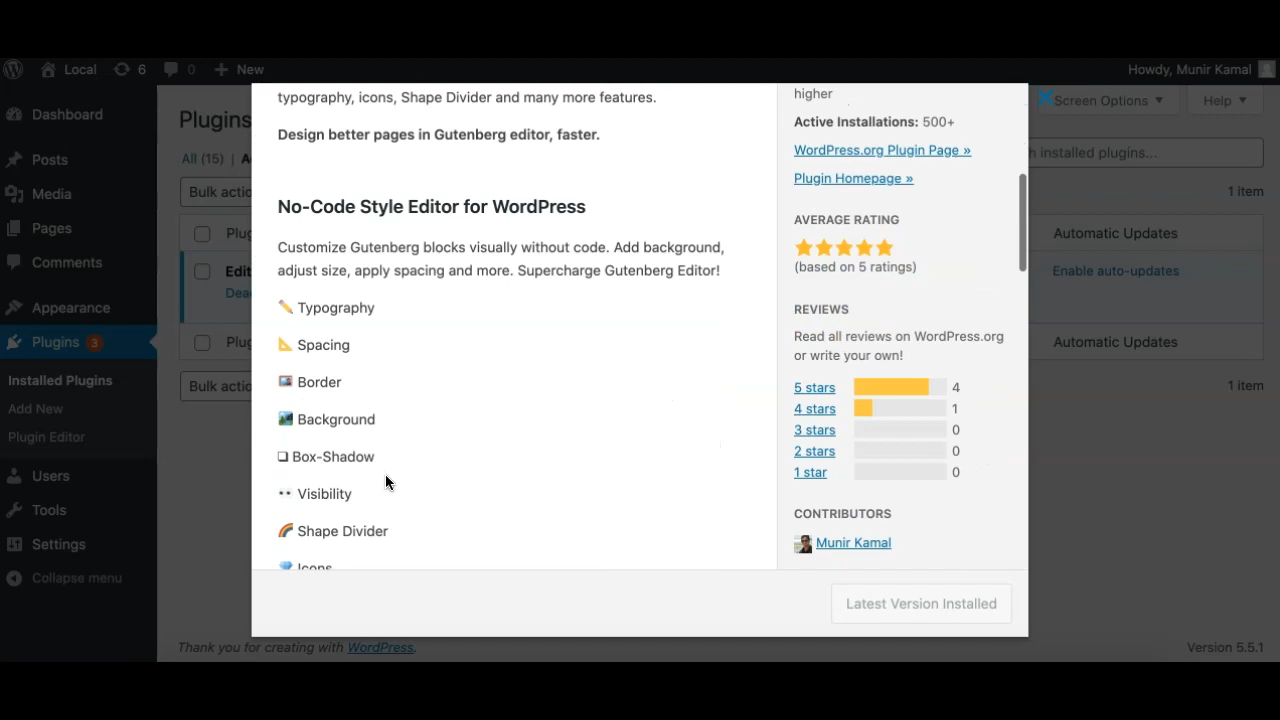 Local
6
0
New
Howdy, Munir Kamal
Dashboard
Posts
Media
Pages
Comments
Appearance
Plugins 3
Installed Plugins
Add New
Plugin Editor
Users
Tools
Settings
Collapse menu
Plugins
Screen Options
Help
All (15) |
installed plugins...
Bulk
1 item
Automatic Updates
Enable auto-updates
Automatic Updates
Bulk
1 item
typography, icons, Shape Divider and many more features.
Design better pages in Gutenberg editor, faster.
No-Code Style Editor for WordPress
Customize Gutenberg blocks visually without code. Add background,
adjust size, apply spacing and more. Supercharge Gutenberg Editor!
Typography
Spacing
Border
Background
Box-Shadow
Visibility
Shape Divider
Icons
higher
Active Installations: 500+
WordPress.org Plugin Page »
Plugin Homepage »
AVERAGE RATING
(based on 5 ratings)
REVIEWS
Read all reviews on WordPress.org
or write your own!
5 stars 4
4 stars 1
3 stars 0
2 stars 0
1 star 0
CONTRIBUTORS
Munir Kamal
Latest Version Installed
Thank you for creating with WordPress.
Version 5.5.1